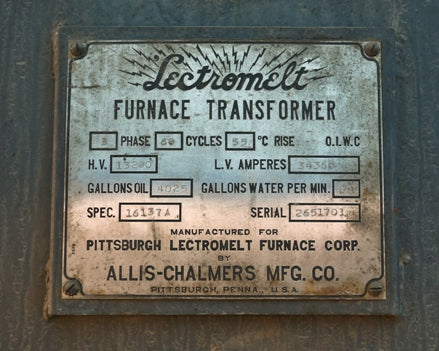 Lectromelt
FURNACE TRANSFORMER
3 PHASE 60 CYCLES 55 °C RISE O.I.W.C
H.V. 13200 L.V. AMPERES
GALLONS OIL 4025 GALLONS WATER PER MIN.
SPEC. 16137A SERIAL 2651701
MANUFACTURED FOR
PITTSBURGH LECTROMELT FURNACE CORP.
BY
ALLIS-CHALMERS MFG. CO.
PITTSBURGH, PENNA., U.S.A.